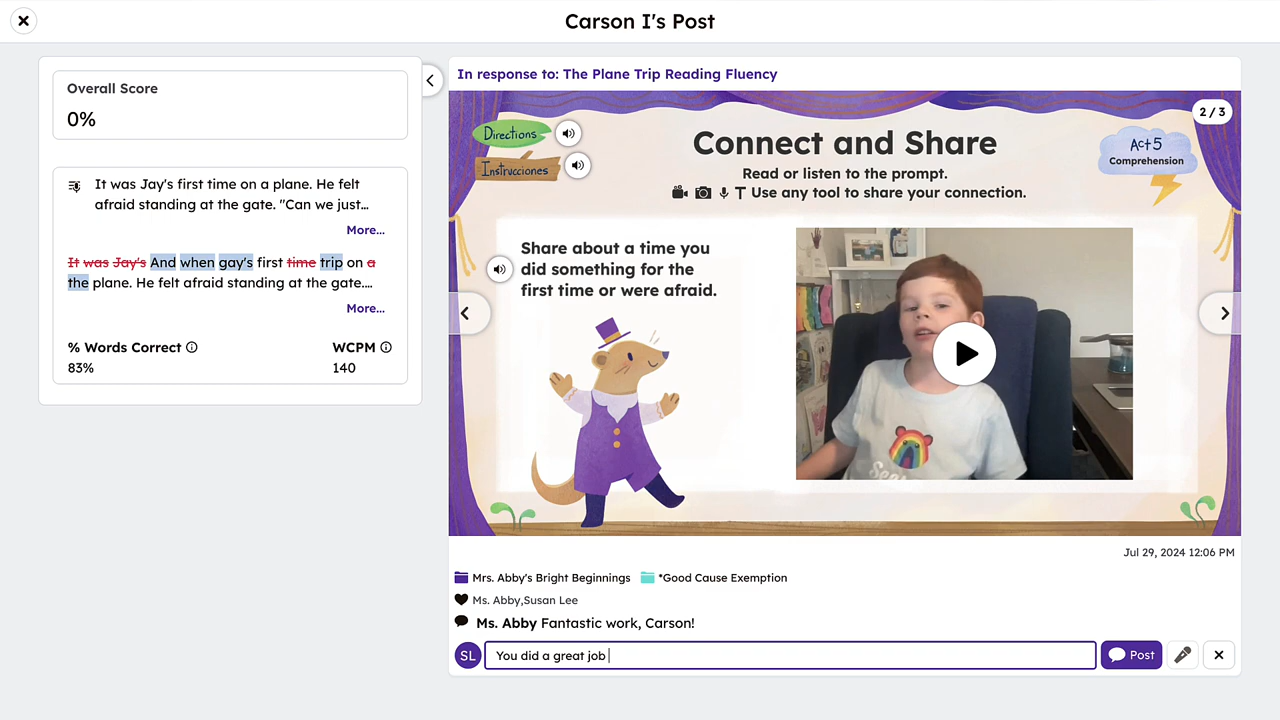 Carson I's Post
Overall Score
0%
It was Jay's first time on a plane. He felt
afraid standing at the gate. "Can we just...
More...
It was Jay's And when gay's first time trip on a
the plane. He felt afraid standing at the gate....
More...
% Words Correct
WCPM
83%
140
In response to: The Plane Trip Reading Fluency
2 / 3
Directions
Instrucciones
Connect and Share
Read or listen to the prompt.
T Use any tool to share your connection.
Act 5
Comprehension
Share about a time you
did something for the
first time or were afraid.
Jul 29, 2024 12:06 PM
Mrs. Abby's Bright Beginnings
*Good Cause Exemption
Ms. Abby,Susan Lee
Ms. Abby Fantastic work, Carson!
SL
You did a great job
Post